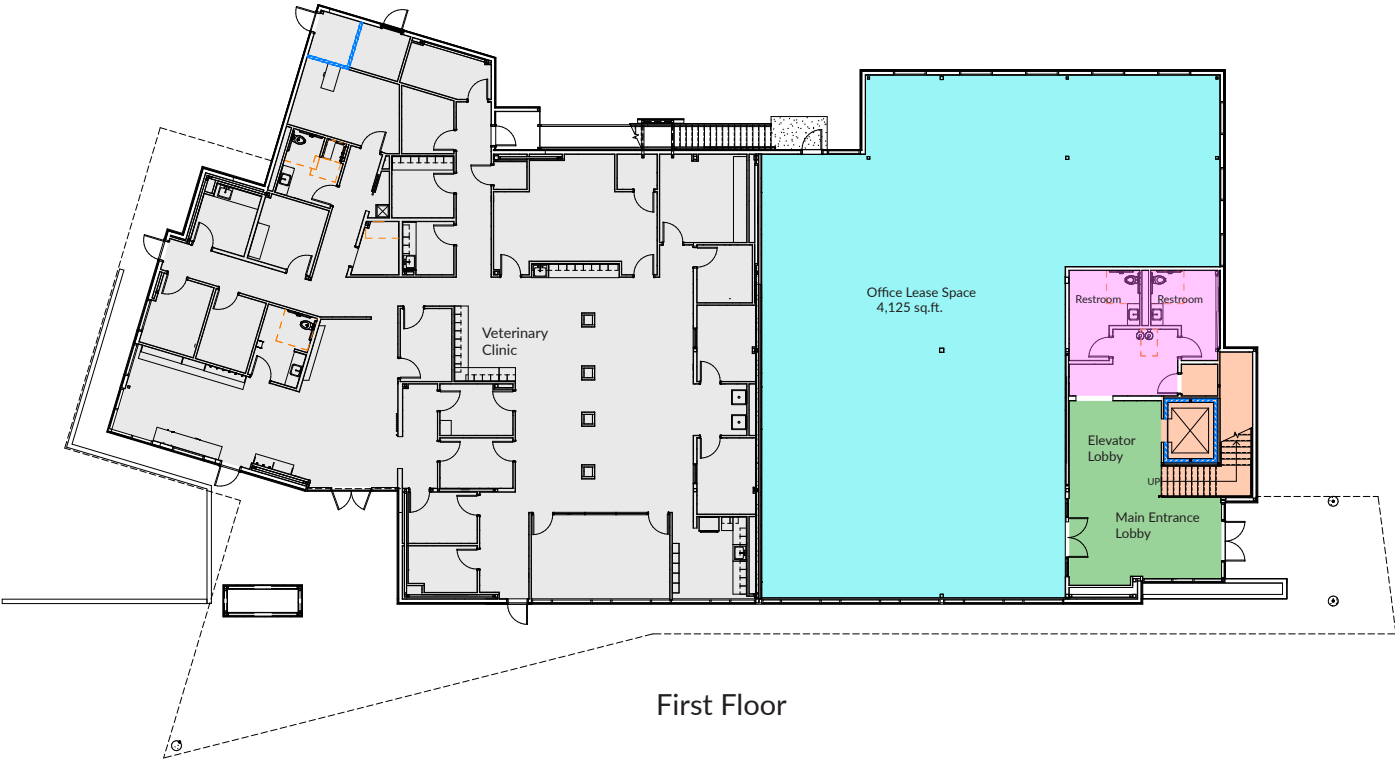 Office Lease Space
4,125 sq.ft.
Restroom
Restroom
Veterinary
Clinic
Elevator
Lobby
UP
Main Entrance
Lobby
First Floor